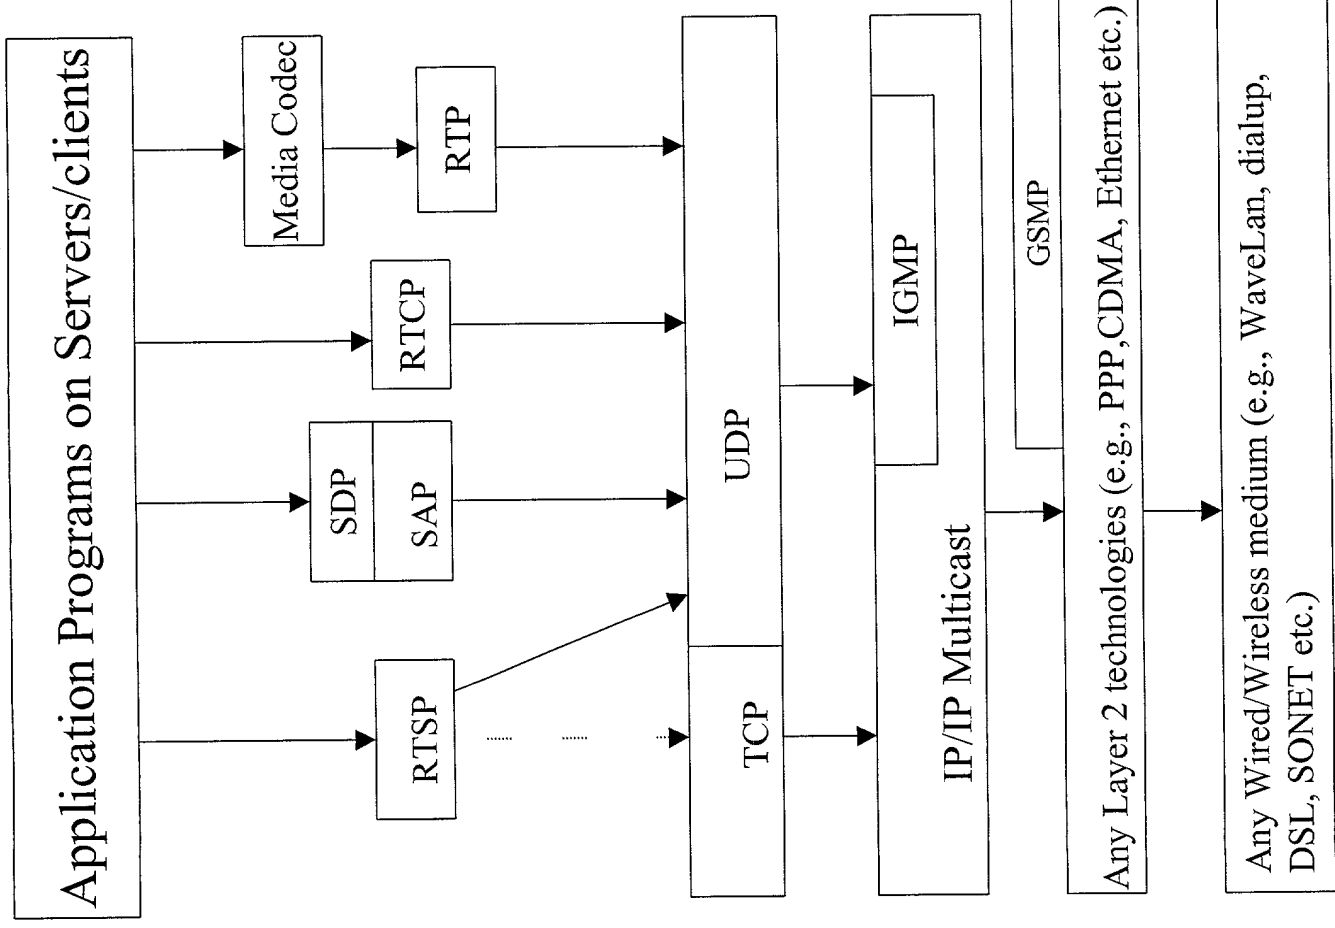 Application Programs on Servers/clients
RTSP
SDP
SAP
RTCP
Media Codec
RTP
TCP
UDP
IP/IP Multicast
IGMP
GSMP
Any Layer 2 technologies (e.g., PPP,CDMA, Ethernet etc.)
Any Wired/Wireless medium (e.g., WaveLan, dialup,
DSL, SONET etc.)